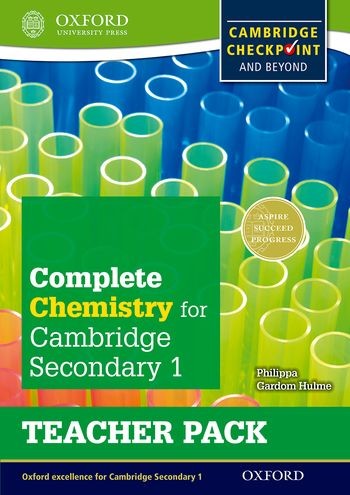 OXFORD
UNIVERSITY PRESS
CAMBRIDGE
CHECKPOINT
AND BEYOND
ASPIRE
SUCCEED
PROGRESS
Complete
Chemistry for
Cambridge
Secondary 1
Philippa
Gardom Hulme
TEACHER PACK
Oxford excellence for Cambridge Secondary 1
OXFORD